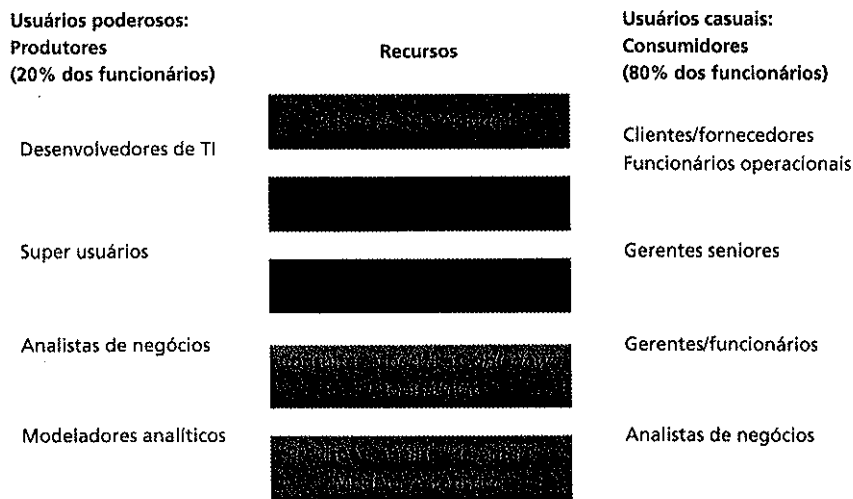 Usuários poderosos:
Produtores
(20% dos funcionários)
Recursos
Usuários casuais:
Consumidores
(80% dos funcionários)
Desenvolvedores de TI
Clientes/fornecedores
Funcionários operacionais
Super usuários
Gerentes seniores
Analistas de negócios
Gerentes/funcionários
Modeladores analíticos
Analistas de negócios